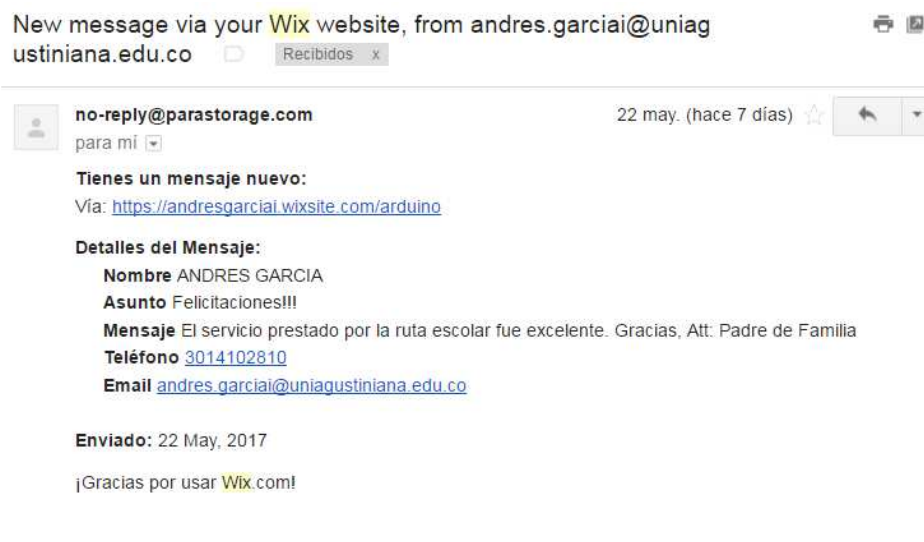 New message via your Wix website, from andres.garciai@uniag
ustiniana.edu.co Recibidos x
no-reply@parastorage.com 22 may. (hace 7 días)
para mí
Tienes un mensaje nuevo:
Vía: https://andresgarciai.wixsite.com/arduino
Detalles del Mensaje:
Nombre ANDRES GARCIA
Asunto Felicitaciones!!!
Mensaje El servicio prestado por la ruta escolar fue excelente. Gracias, Att: Padre de Familia
Teléfono 3014102810
Email andres.garciai@uniagustiniana.edu.co
Enviado: 22 May, 2017
¡Gracias por usar Wix.com!